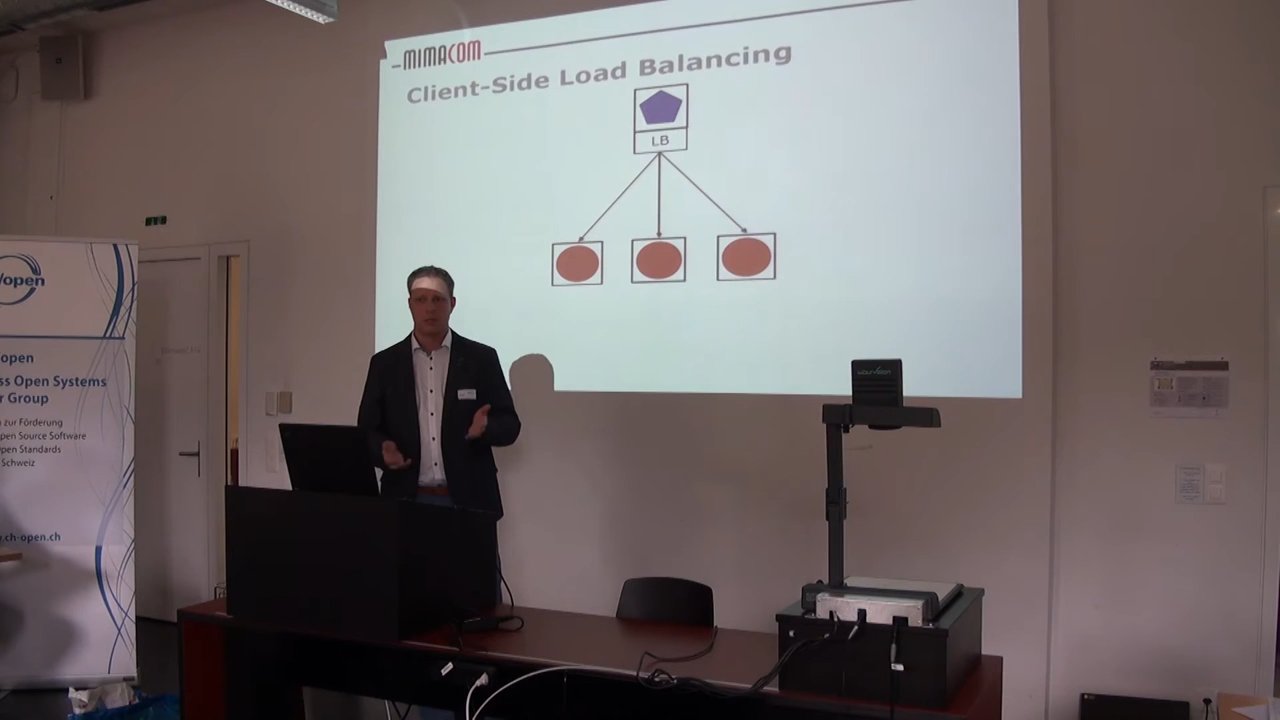 MIMACOM
Client-Side Load Balancing
LB
/open
open
ss Open Systems
r Group
zur Förderung
pen Source Software
pen Standards
Schweiz
.ch-open.ch
WOLFVISION